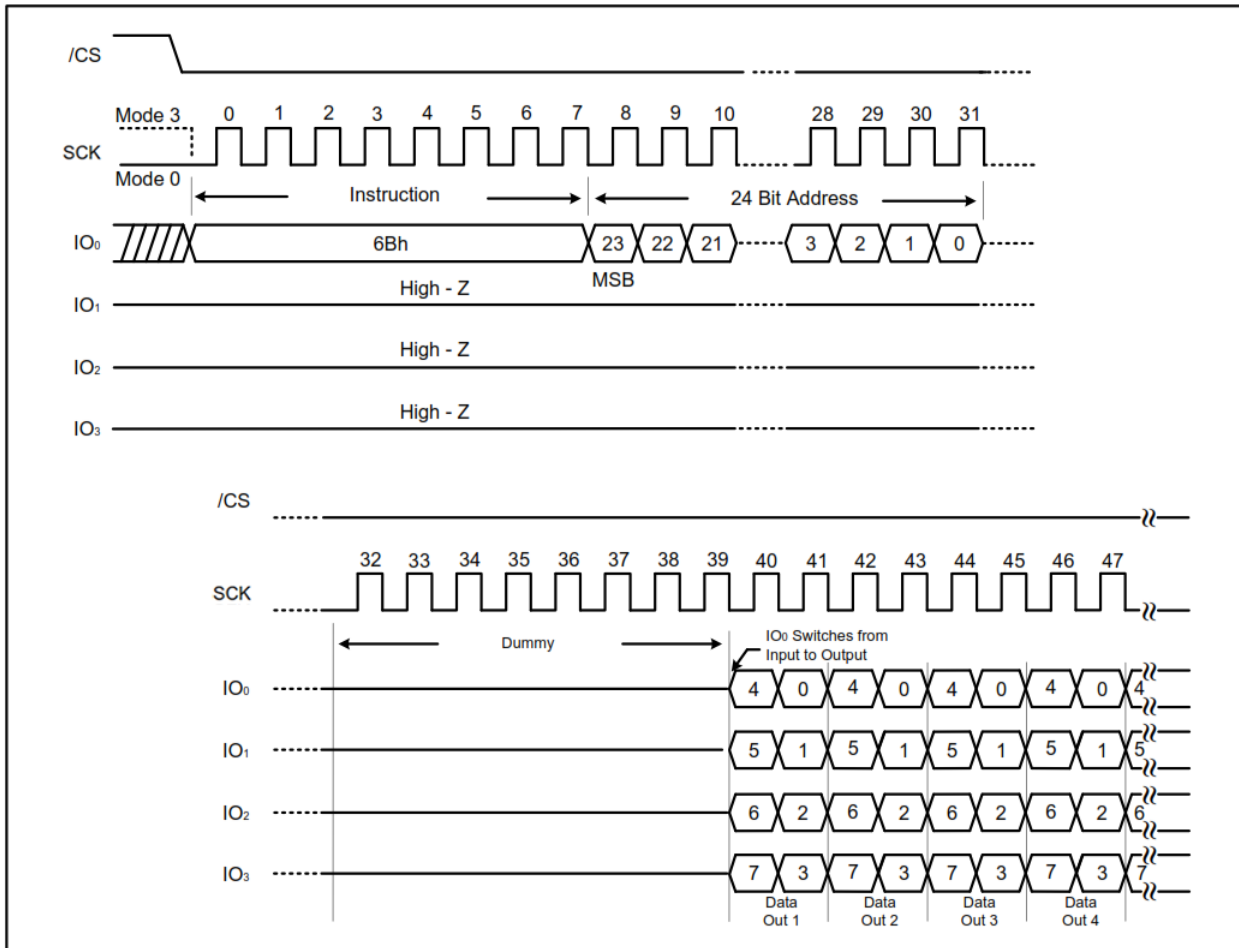 /CS
Mode 3 0 1 2 3 4 5 6 7 8 9 10 28 29 30 31
SCK
Mode 0
Instruction 24 Bit Address
IO₀ 6Bh 23 22 21 3 2 1 0
MSB
High - Z
IO₁
High - Z
IO₂
High - Z
IO₃
/CS
32 33 34 35 36 37 38 39 40 41 42 43 44 45 46 47
SCK
Dummy
IO₀ Switches from
Input to Output
IO₀ 4 0 4 0 4 0 4 0 4
IO₁ 5 1 5 1 5 1 5 1 5
IO₂ 6 2 6 2 6 2 6 2 6
IO₃ 7 3 7 3 7 3 7 3 7
Data Data Data Data
Out 1 Out 2 Out 3 Out 4